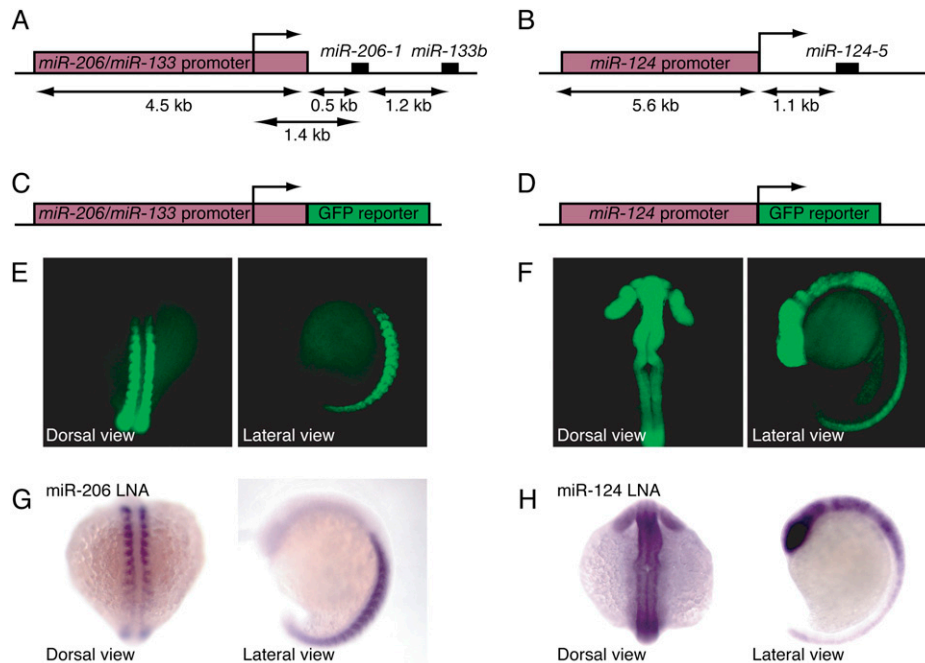 A
miR-206/miR-133 promoter
miR-206-1
miR-133b
4.5 kb
0.5 kb
1.2 kb
1.4 kb
B
miR-124 promoter
miR-124-5
5.6 kb
1.1 kb
C
miR-206/miR-133 promoter
GFP reporter
D
miR-124 promoter
GFP reporter
E
Dorsal view
Lateral view
F
Dorsal view
Lateral view
G
miR-206 LNA
Dorsal view
Lateral view
H
miR-124 LNA
Dorsal view
Lateral view